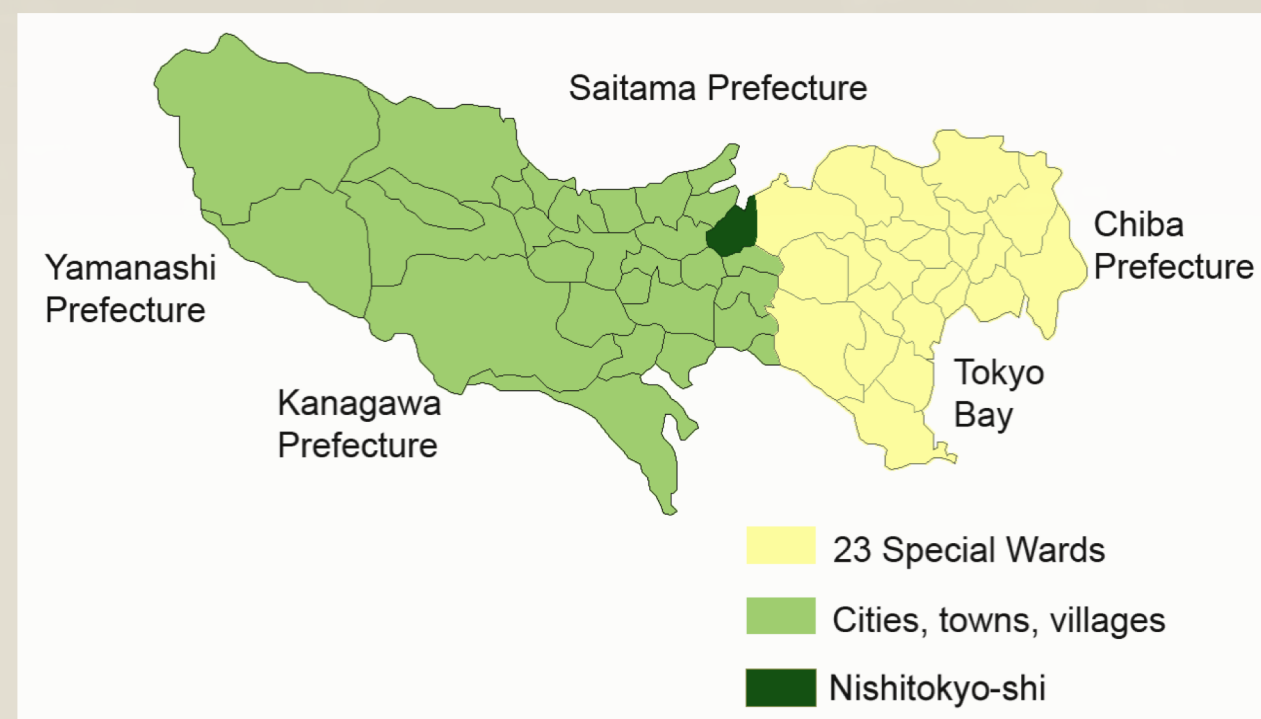 Saitama Prefecture
Chiba
Prefecture
Yamanashi
Prefecture
Tokyo
Bay
Kanagawa
Prefecture
23 Special Wards
Cities, towns, villages
Nishitokyo-shi